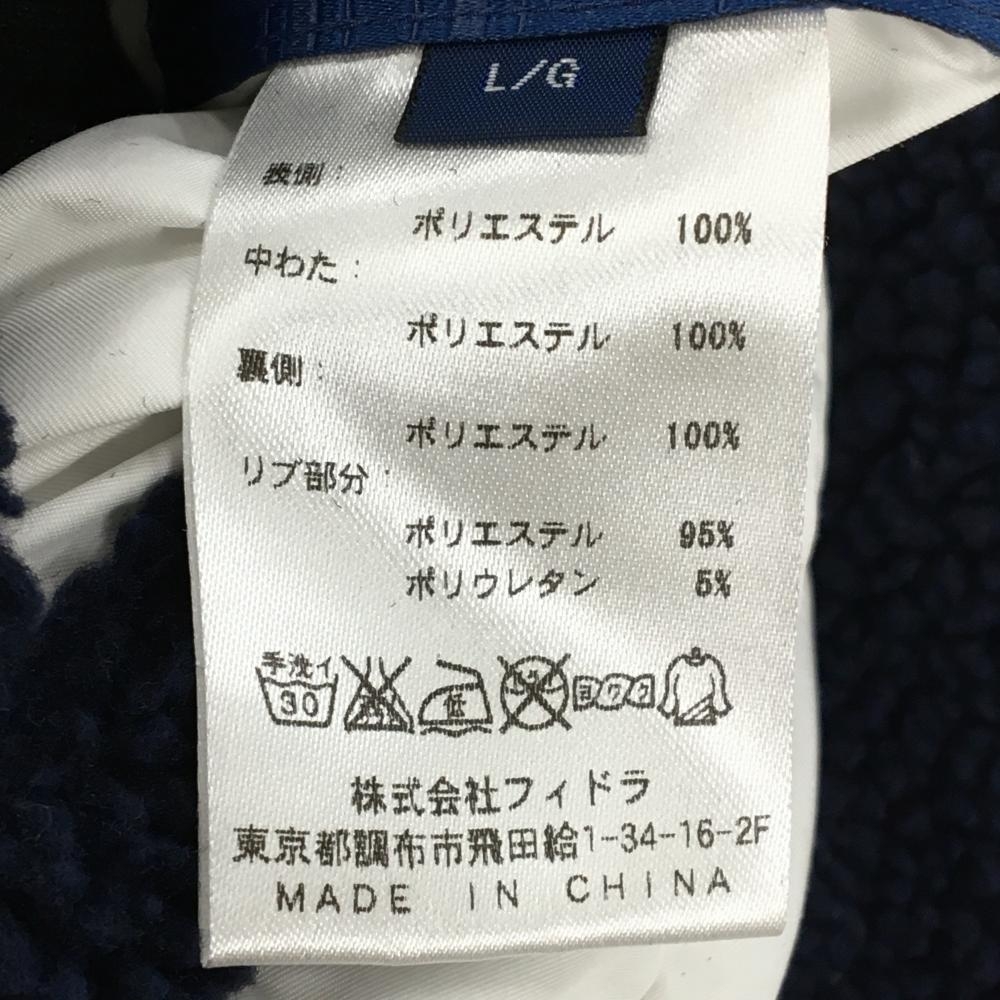 L/G
表側:
ポリエステル 100%
中わた:
ポリエステル 100%
裏側:
ポリエステル 100%
リブ部分:
ポリエステル 95%
ポリウレタン 5%
手洗イ
30 低 ヨワク
株式会社フィドラ
東京都調布市飛田給1-34-16-2F
MADE IN CHINA